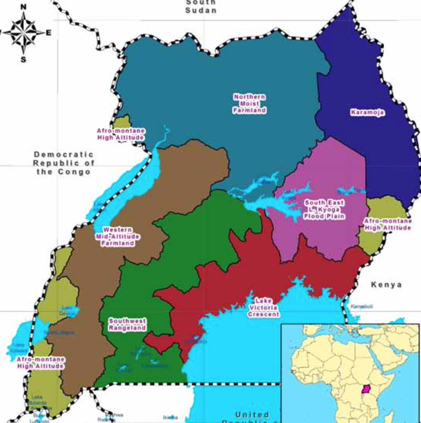 N
W
E
S
South
Sudan
Northern
Moist
Farmland
Karamoja
Afro-montane
High Altitude
Democratic
Republic of
the Congo
South East
L. Kyoga
Flood Plain
Afro-montane
High Altitude
Western
Mid-Altitude
Farmland
Kenya
Lake
Victoria
Crescent
Southwest
Rangeland
Afro-montane
High Altitude
United